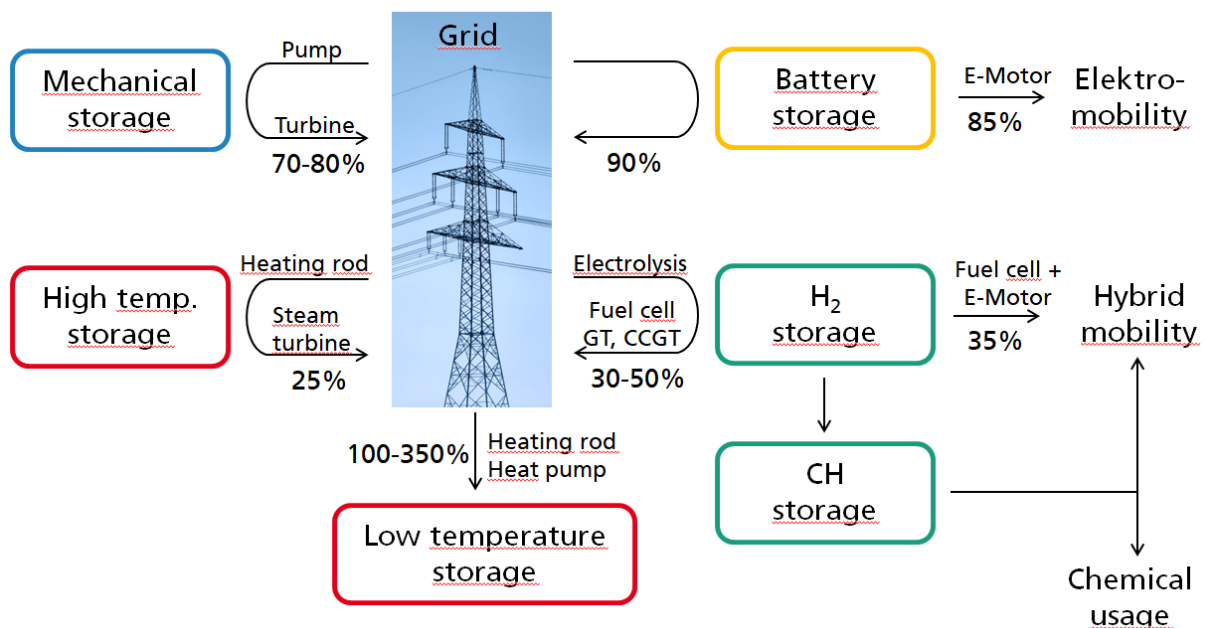 Grid
Mechanical
storage
Pump
Turbine
70-80%
90%
Battery
storage
E-Motor
85%
Elektro-
mobility
High temp.
storage
Heating rod
Steam
turbine
25%
Electrolysis
Fuel cell
GT, CCGT
30-50%
H₂
storage
Fuel cell +
E-Motor
35%
Hybrid
mobility
100-350%
Heating rod
Heat pump
Low temperature
storage
CH
storage
Chemical
usage